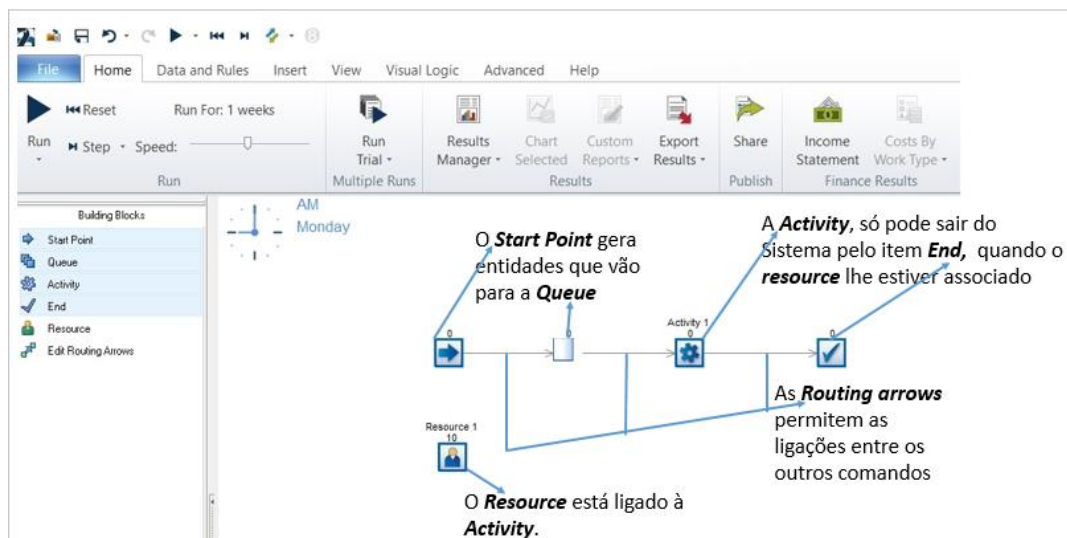 File Home Data and Rules Insert View Visual Logic Advanced Help
Run
Reset
Run For: 1 weeks
Step Speed:
Run
Run
Trial
Multiple Runs
Results
Manager
Chart
Selected
Custom
Reports
Export
Results
Results
Share
Publish
Income
Statement
Costs By
Work Type
Finance Results
Building Blocks
Start Point
Queue
Activity
End
Resource
Edit Routing Arrows
AM
Monday
O Start Point gera
entidades que vão
para a Queue
A Activity, só pode sair do
Sistema pelo item End, quando o
resource lhe estiver associado
0
0
Activity 1
0
0
As Routing arrows
permitem as
ligações entre os
outros comandos
Resource 1
10
O Resource está ligado à
Activity.